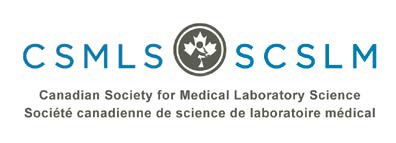 CSMLS SCSLM
Canadian Society for Medical Laboratory Science
Société canadienne de science de laboratoire médical